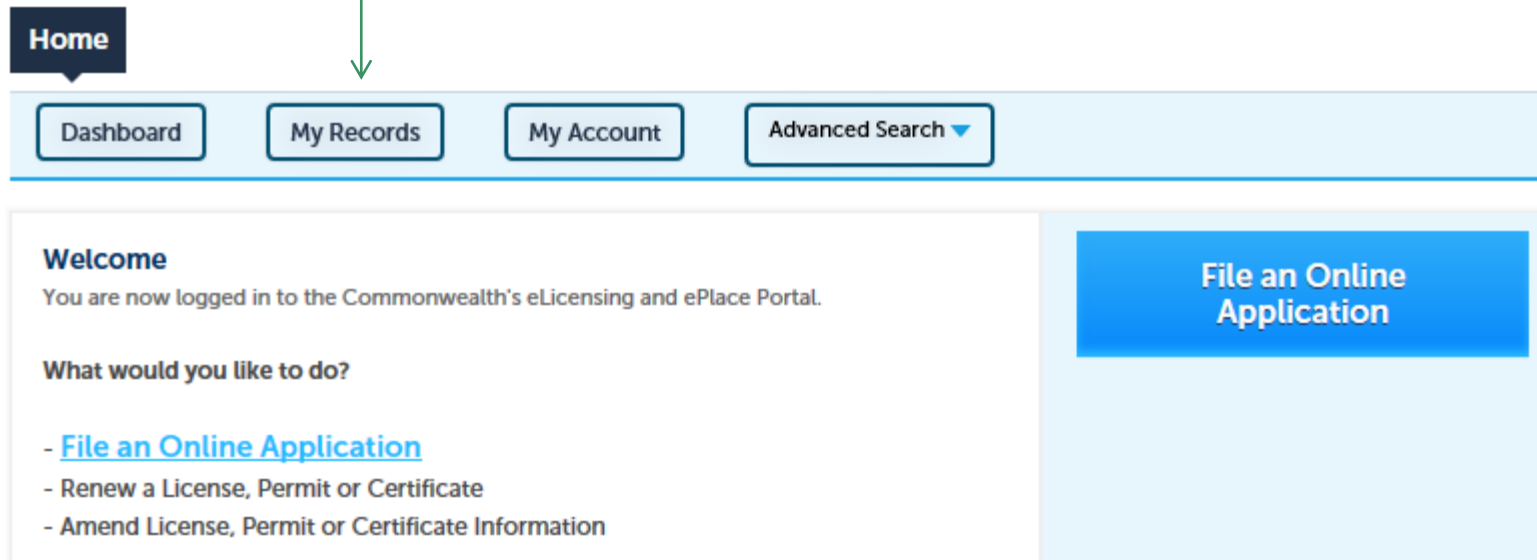 Home
Dashboard My Records My Account Advanced Search
Welcome
You are now logged in to the Commonwealth's eLicensing and ePlace Portal.
What would you like to do?
- File an Online Application
- Renew a License, Permit or Certificate
- Amend License, Permit or Certificate Information
File an Online
Application